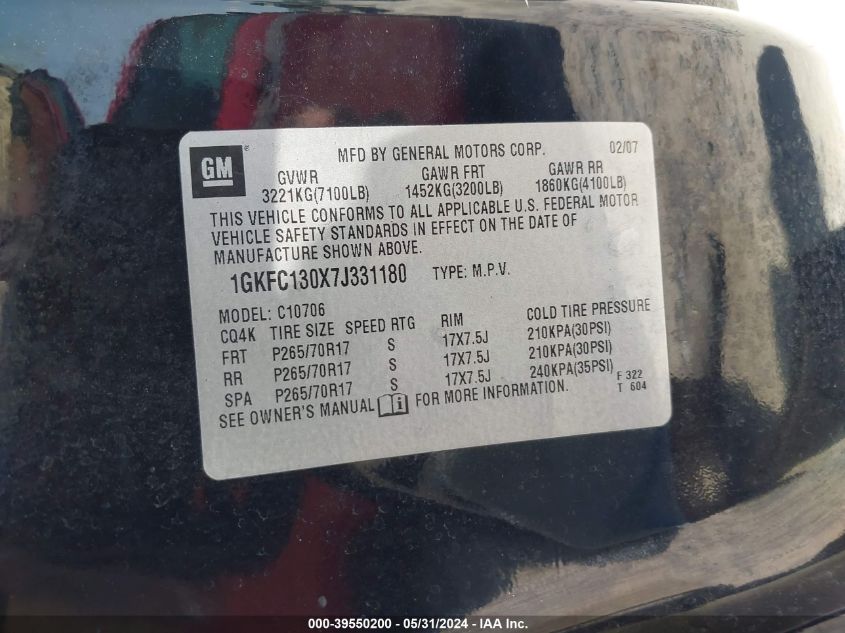 GM
MFD BY GENERAL MOTORS CORP. 02/07
GVWR GAWR FRT GAWR RR
3221KG(7100LB) 1452KG(3200LB) 1860KG(4100LB)
THIS VEHICLE CONFORMS TO ALL APPLICABLE U.S. FEDERAL MOTOR
VEHICLE SAFETY STANDARDS IN EFFECT ON THE DATE OF
MANUFACTURE SHOWN ABOVE.
1GKFC130X7J331180 TYPE: M.P.V.
MODEL: C10706
CQ4K TIRE SIZE SPEED RTG RIM COLD TIRE PRESSURE
FRT P265/70R17 S 17X7.5J 210KPA(30PSI)
RR P265/70R17 S 17X7.5J 210KPA(30PSI)
SPA P265/70R17 S 17X7.5J 240KPA(35PSI)
SEE OWNER'S MANUAL i FOR MORE INFORMATION.
F 322
T 604
000-39550200 - 05/31/2024 - IAA Inc.